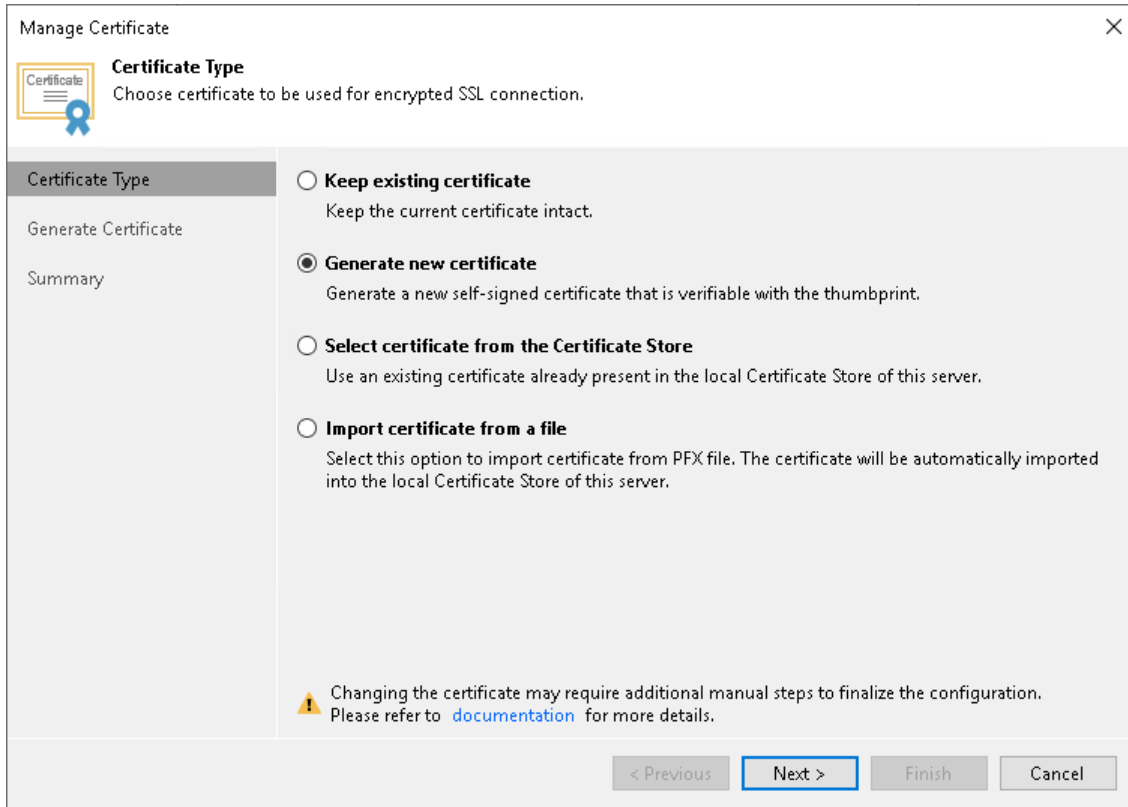 Manage Certificate
Certificate
Certificate Type
Choose certificate to be used for encrypted SSL connection.
Certificate Type
Generate Certificate
Summary
Keep existing certificate
Keep the current certificate intact.
Generate new certificate
Generate a new self-signed certificate that is verifiable with the thumbprint.
Select certificate from the Certificate Store
Use an existing certificate already present in the local Certificate Store of this server.
Import certificate from a file
Select this option to import certificate from PFX file. The certificate will be automatically imported
into the local Certificate Store of this server.
Changing the certificate may require additional manual steps to finalize the configuration.
Please refer to documentation for more details.
< Previous
Next >
Finish
Cancel